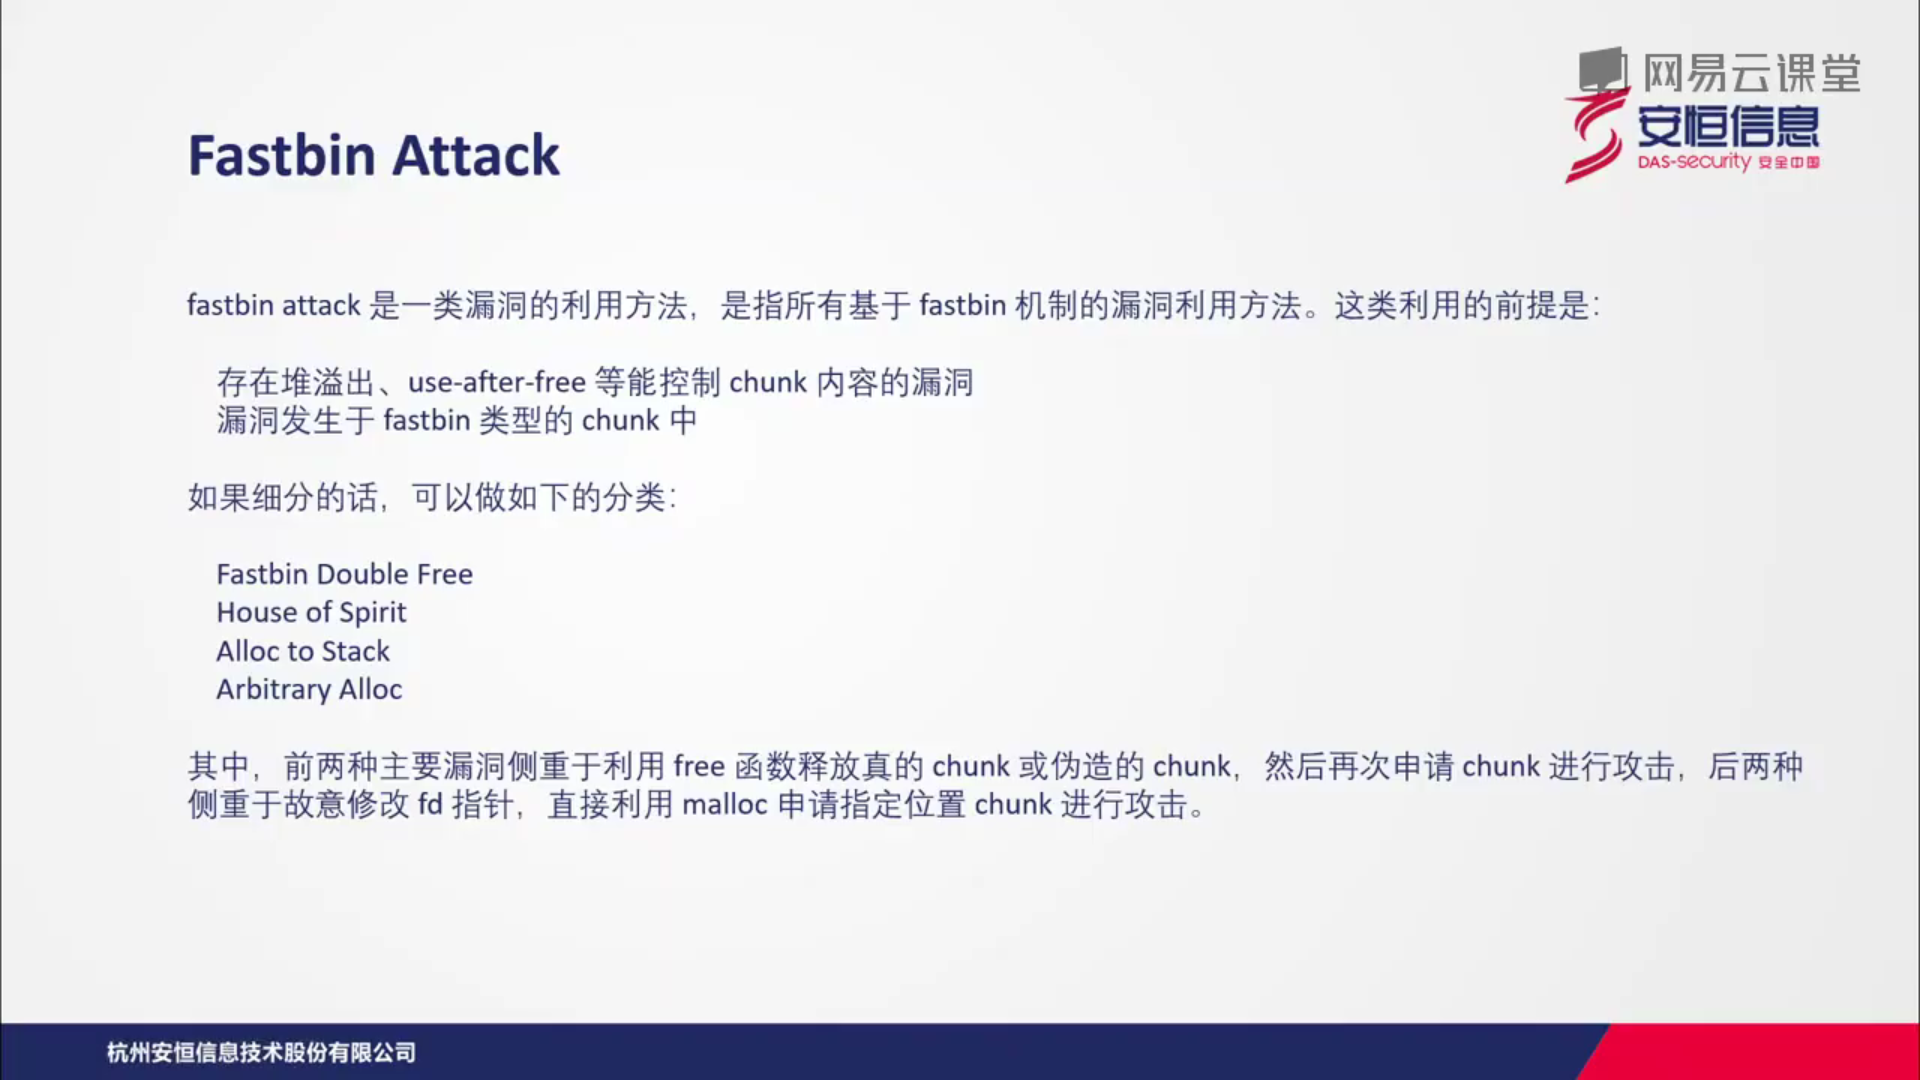 网易云课堂
安恒信息
DAS-security 安全中国
Fastbin Attack
fastbin attack 是一类漏洞的利用方法，是指所有基于 fastbin 机制的漏洞利用方法。这类利用的前提是：
存在堆溢出、use-after-free 等能控制 chunk 内容的漏洞
漏洞发生于 fastbin 类型的 chunk 中
如果细分的话，可以做如下的分类：
Fastbin Double Free
House of Spirit
Alloc to Stack
Arbitrary Alloc
其中，前两种主要漏洞侧重于利用 free 函数释放真的 chunk 或伪造的 chunk，然后再次申请 chunk 进行攻击，后两种
侧重于故意修改 fd 指针，直接利用 malloc 申请指定位置 chunk 进行攻击。
杭州安恒信息技术股份有限公司